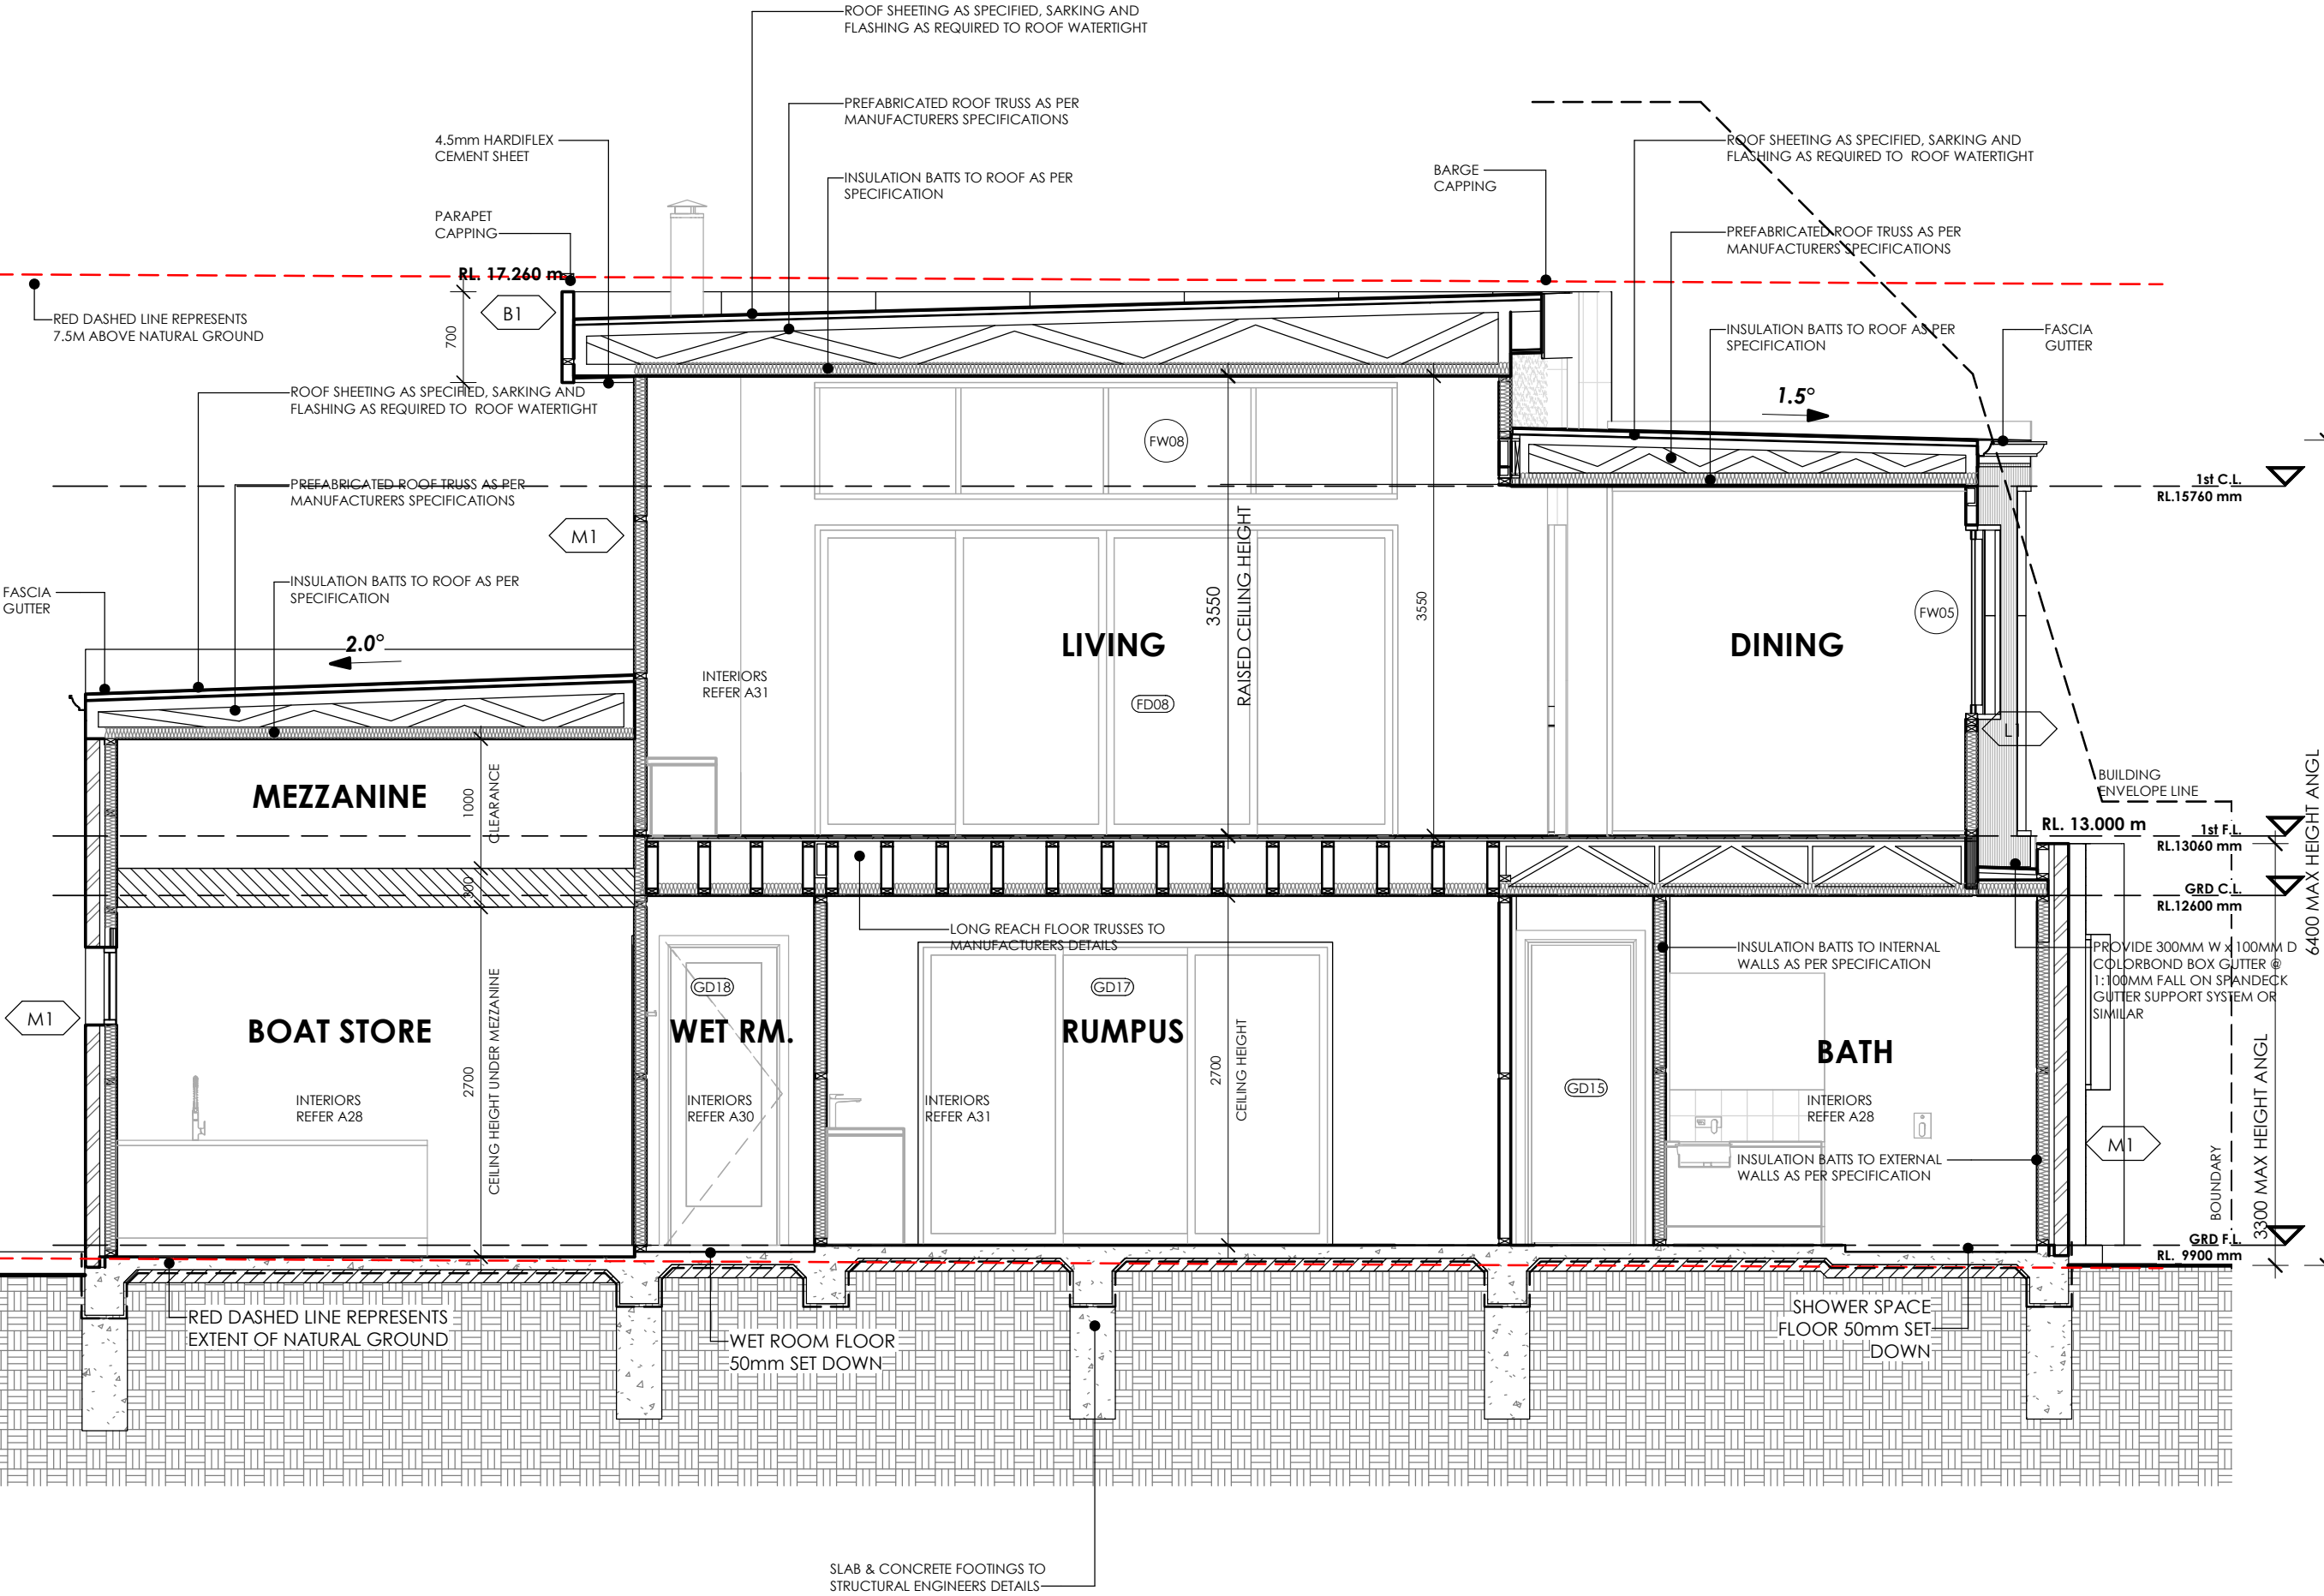 ROOF SHEETING AS SPECIFIED, SARKING AND
FLASHING AS REQUIRED TO ROOF WATERTIGHT
PREFABRICATED ROOF TRUSS AS PER
MANUFACTURERS SPECIFICATIONS
4.5mm HARDIFLEX
CEMENT SHEET
INSULATION BATTS TO ROOF AS PER
SPECIFICATION
BARGE
CAPPING
ROOF SHEETING AS SPECIFIED, SARKING AND
FLASHING AS REQUIRED TO ROOF WATERTIGHT
PARAPET
CAPPING
PREFABRICATED ROOF TRUSS AS PER
MANUFACTURERS SPECIFICATIONS
RL. 17.260 m
B1
700
RED DASHED LINE REPRESENTS
7.5M ABOVE NATURAL GROUND
INSULATION BATTS TO ROOF AS PER
SPECIFICATION
FASCIA
GUTTER
ROOF SHEETING AS SPECIFIED, SARKING AND
FLASHING AS REQUIRED TO ROOF WATERTIGHT
1.5°
FW08
PREFABRICATED ROOF TRUSS AS PER
MANUFACTURERS SPECIFICATIONS
1st C.L.
RL.15760 mm
M1
INSULATION BATTS TO ROOF AS PER
SPECIFICATION
FASCIA
GUTTER
3550
RAISED CEILING HEIGHT
3550
FW05
2.0°
LIVING
DINING
INTERIORS
REFER A31
FD08
L1
MEZZANINE
1000
CLEARANCE
BUILDING
ENVELOPE LINE
6400 MAX HEIGHT ANGL
RL. 13.000 m
1st F.L.
RL.13060 mm
300
GRD C.L.
RL.12600 mm
LONG REACH FLOOR TRUSSES TO
MANUFACTURERS DETAILS
INSULATION BATTS TO INTERNAL
WALLS AS PER SPECIFICATION
PROVIDE 300MM W x 100MM D
COLORBOND BOX GUTTER @
1:100MM FALL ON SPANDECK
GUTTER SUPPORT SYSTEM OR
SIMILAR
GD18
GD17
M1
BOAT STORE
WET RM.
RUMPUS
BATH
2700
CEILING HEIGHT UNDER MEZZANINE
2700
CEILING HEIGHT
GD15
INTERIORS
REFER A28
INTERIORS
REFER A30
INTERIORS
REFER A31
INTERIORS
REFER A28
M1
INSULATION BATTS TO EXTERNAL
WALLS AS PER SPECIFICATION
BOUNDARY
3300 MAX HEIGHT ANGL
GRD F.L.
RL. 9900 mm
RED DASHED LINE REPRESENTS
EXTENT OF NATURAL GROUND
WET ROOM FLOOR
50mm SET DOWN
SHOWER SPACE
FLOOR 50mm SET
DOWN
SLAB & CONCRETE FOOTINGS TO
STRUCTURAL ENGINEERS DETAILS